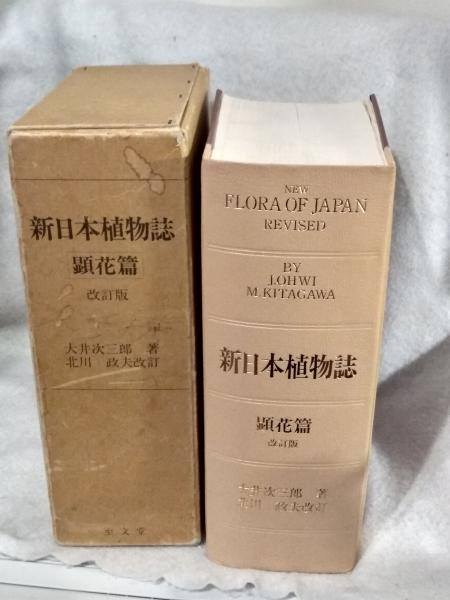 新日本植物誌
顕花篇
改訂版
大井次三郎 著
北川 政夫改訂
至文堂
NEW
FLORA OF JAPAN
REVISED
BY
J.OHWI
M.KITAGAWA
新日本植物誌
顕花篇
改訂版
大井次三郎 著
北川 政夫改訂